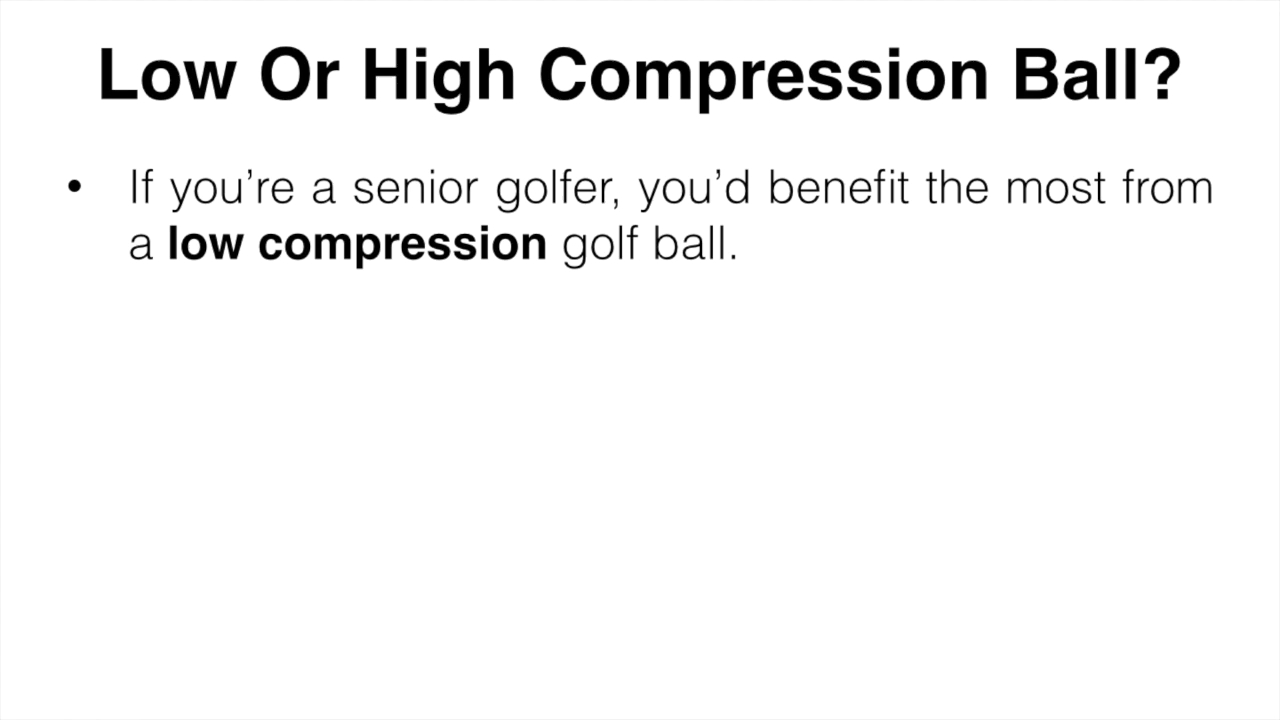 Low Or High Compression Ball?
• If you’re a senior golfer, you’d benefit the most from
a low compression golf ball.